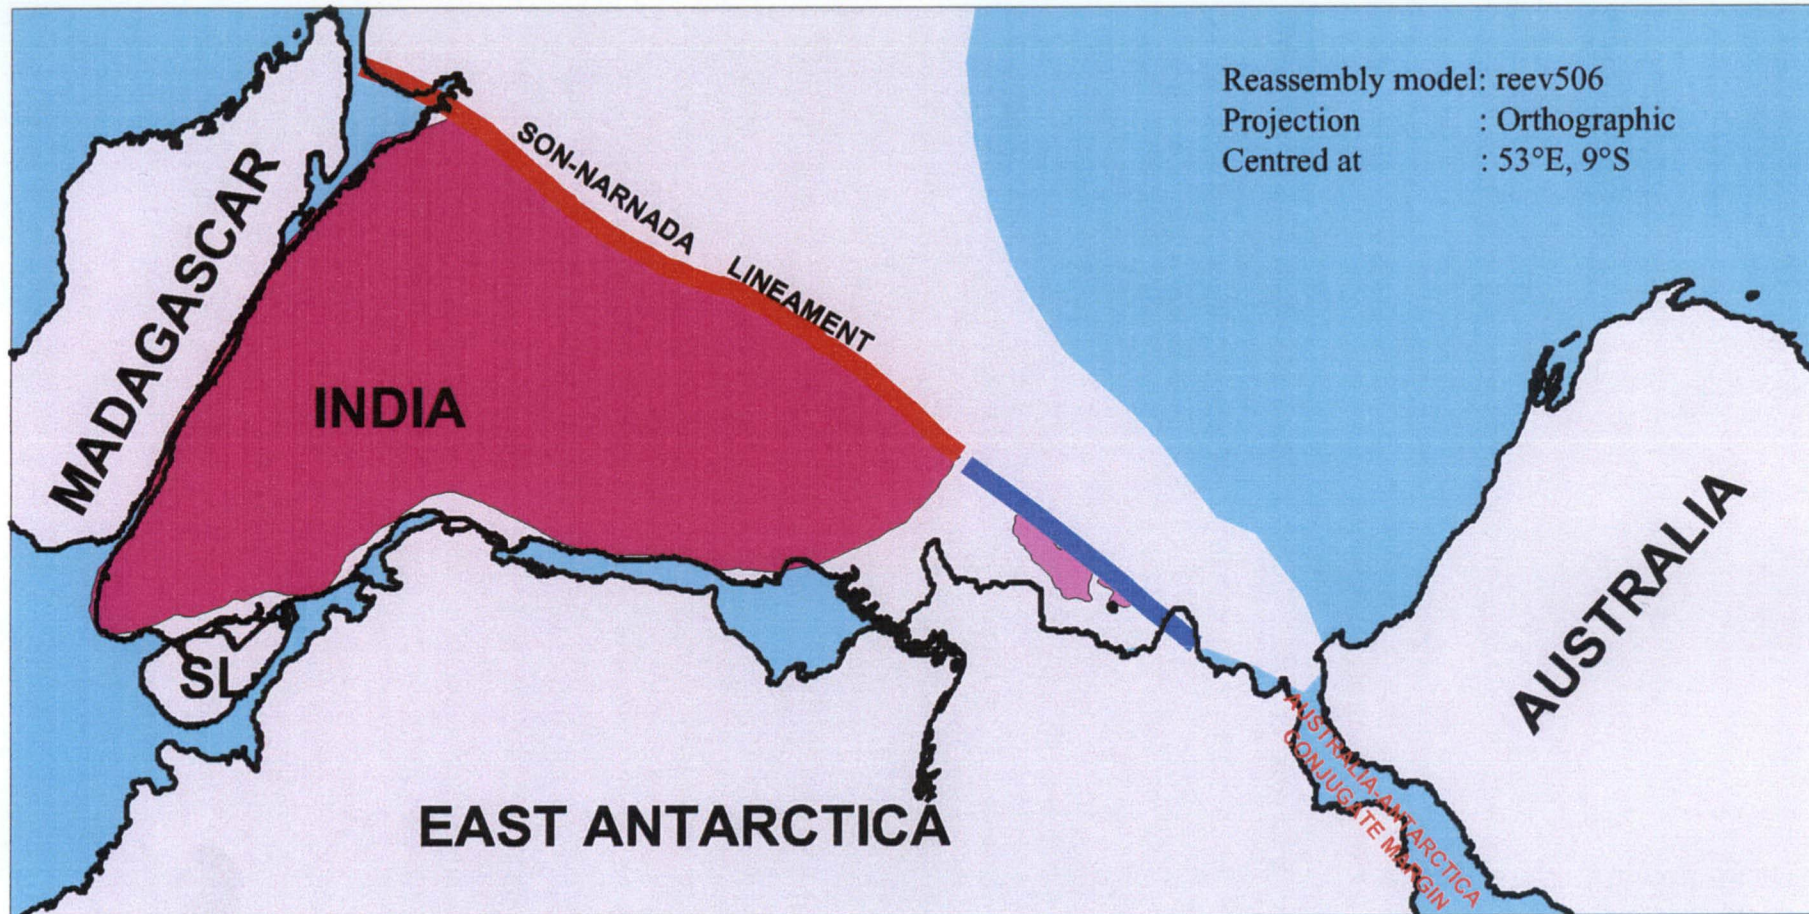 Reassembly model: reev506
Projection : Orthographic
Centred at : 53°E, 9°S
SON-NARNADA LINEAMENT
MADAGASCAR
INDIA
AUSTRALIA
SL
AUSTRALIA-ANTARCTICA
CONJUGATE MARGIN
EAST ANTARCTICA